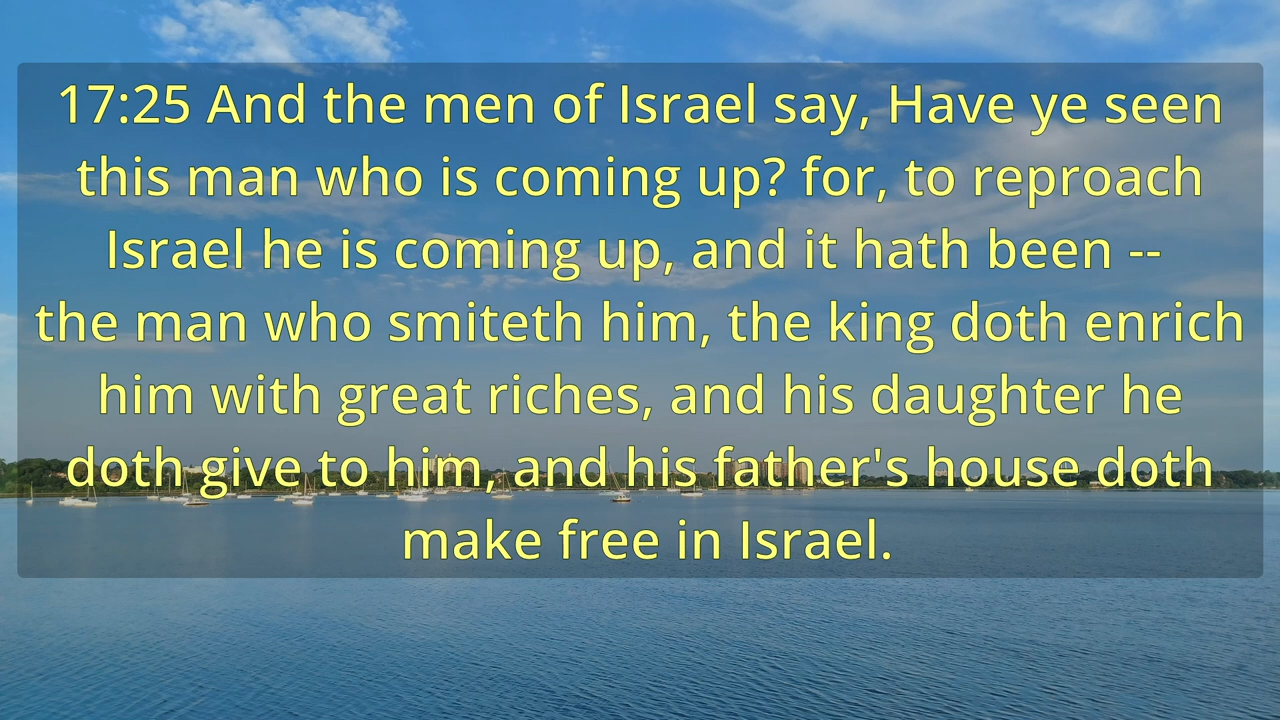 17:25 And the men of Israel say, Have ye seen
this man who is coming up? for, to reproach
Israel he is coming up, and it hath been --
the man who smiteth him, the king doth enrich
him with great riches, and his daughter he
doth give to him, and his father's house doth
make free in Israel.